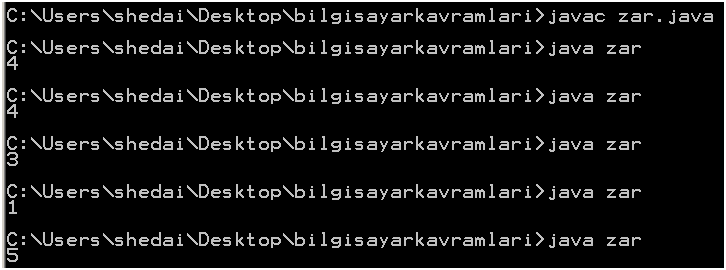 C:\Users\shedai\Desktop\bilgisayarkavramlari>javac zar.java
C:\Users\shedai\Desktop\bilgisayarkavramlari>java zar
4
C:\Users\shedai\Desktop\bilgisayarkavramlari>java zar
4
C:\Users\shedai\Desktop\bilgisayarkavramlari>java zar
3
C:\Users\shedai\Desktop\bilgisayarkavramlari>java zar
1
C:\Users\shedai\Desktop\bilgisayarkavramlari>java zar
5